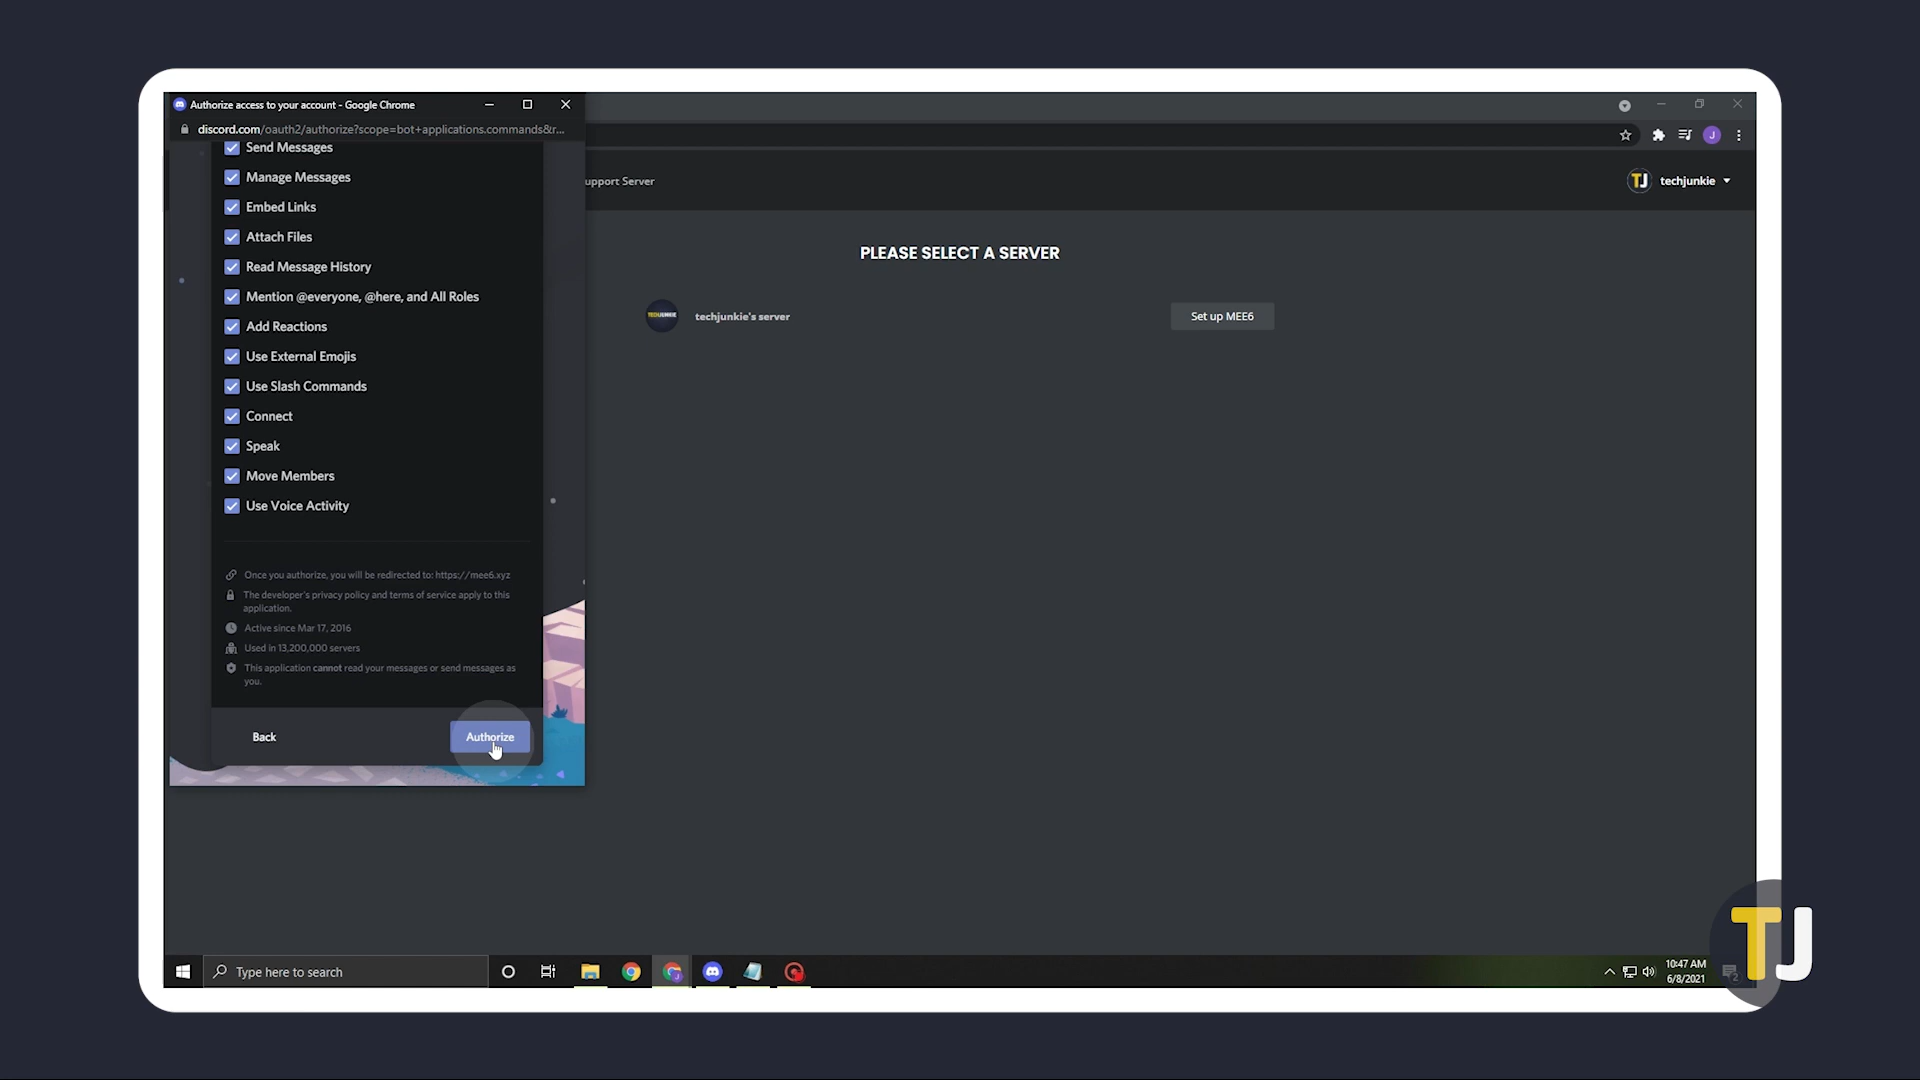 Authorize access to your account - Google Chrome
discord.com/oauth2/authorize?scope=bot+applications.commands&r...
Send Messages
Manage Messages
Embed Links
Attach Files
Read Message History
Mention @everyone, @here, and All Roles
Add Reactions
Use External Emojis
Use Slash Commands
Connect
Speak
Move Members
Use Voice Activity
Once you authorize, you will be redirected to: https://mee6.xyz
The developer's privacy policy and terms of service apply to this
application.
Active since Mar 17, 2016
Used in 13,200,000 servers
This application cannot read your messages or send messages as
you.
Back
Authorize
J
upport Server
TJ
techjunkie
PLEASE SELECT A SERVER
TECHJUNKIE
techjunkie's server
Set up MEE6
Type here to search
J
10:47 AM
6/8/2021
2
TJ